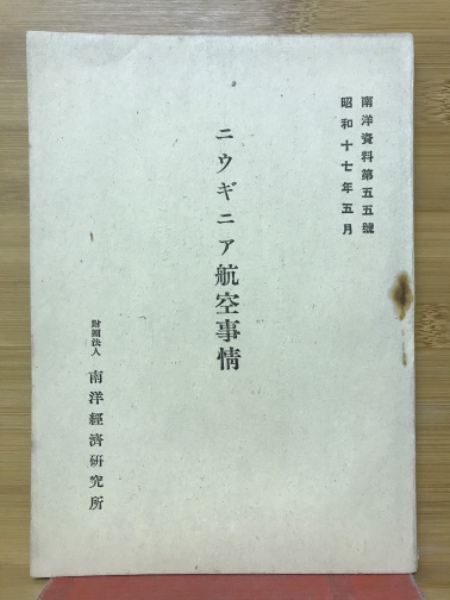 南洋資料第五五號
昭和十七年五月
ニウギニア航空事情
財團法人 南洋經濟研究所